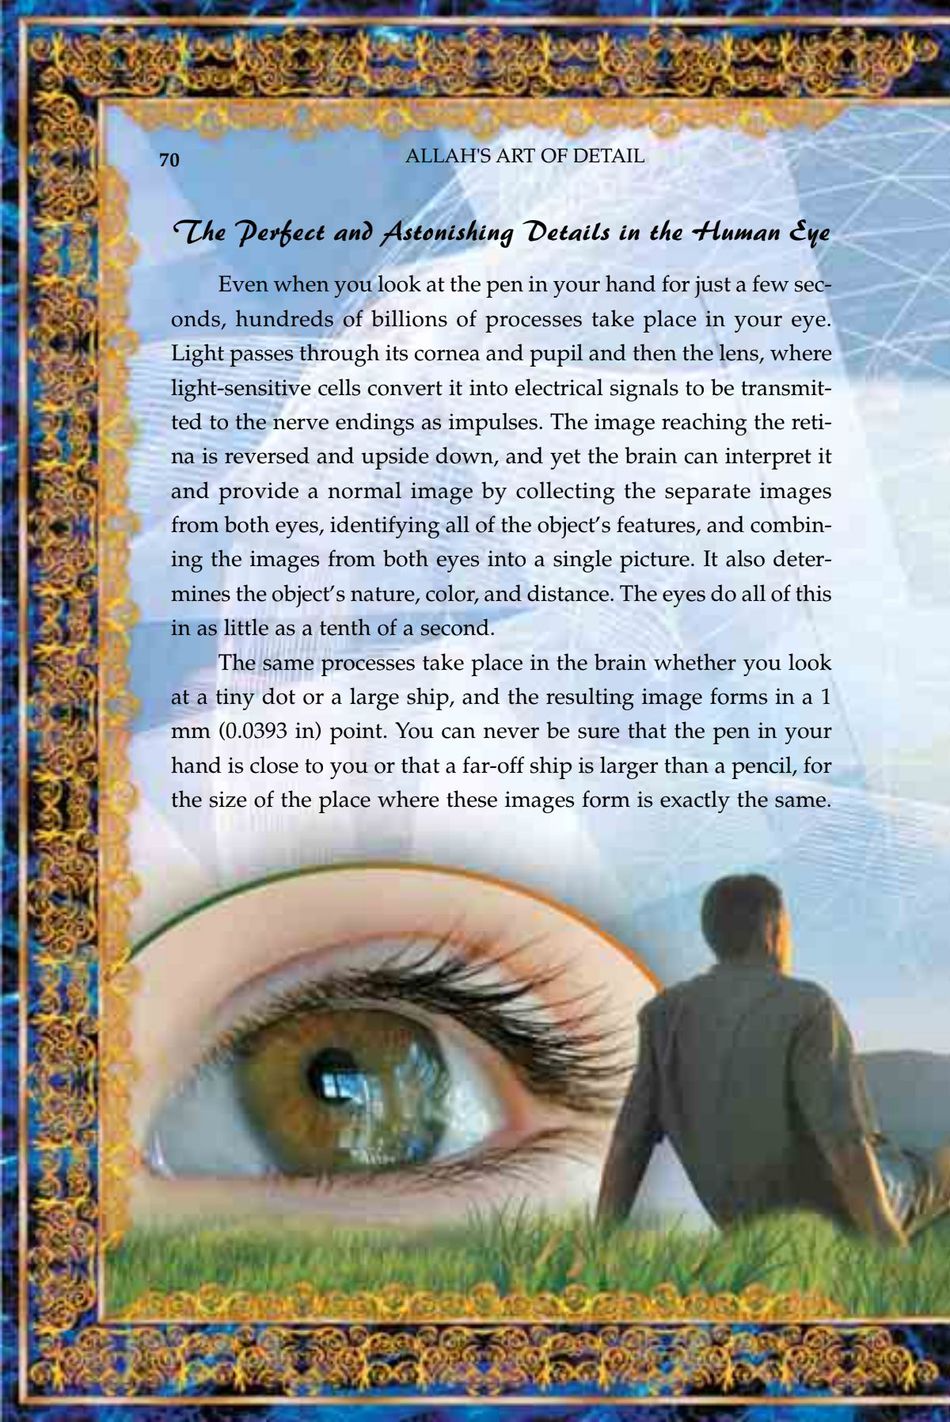 70
ALLAH'S ART OF DETAIL
The Perfect and Astonishing Details in the Human Eye
Even when you look at the pen in your hand for just a few sec-
onds, hundreds of billions of processes take place in your eye.
Light passes through its cornea and pupil and then the lens, where
light-sensitive cells convert it into electrical signals to be transmit-
ted to the nerve endings as impulses. The image reaching the reti-
na is reversed and upside down, and yet the brain can interpret it
and provide a normal image by collecting the separate images
from both eyes, identifying all of the object's features, and combin-
ing the images from both eyes into a single picture. It also deter-
mines the object's nature, color, and distance. The eyes do all of this
in as little as a tenth of a second.
The same processes take place in the brain whether you look
at a tiny dot or a large ship, and the resulting image forms in a 1
mm (0.0393 in) point. You can never be sure that the pen in your
hand is close to you or that a far-off ship is larger than a pencil, for
the size of the place where these images form is exactly the same.